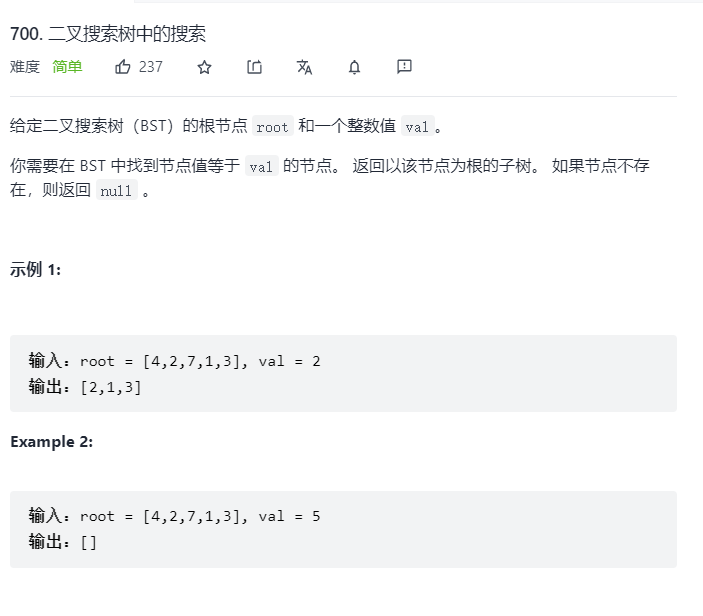 700. 二叉搜索树中的搜索
难度 简单 237
给定二叉搜索树（BST）的根节点 root 和一个整数值 val。
你需要在 BST 中找到节点值等于 val 的节点。 返回以该节点为根的子树。 如果节点不存
在，则返回 null 。
示例 1:
输入：root = [4,2,7,1,3], val = 2
输出：[2,1,3]
Example 2:
输入：root = [4,2,7,1,3], val = 5
输出：[]